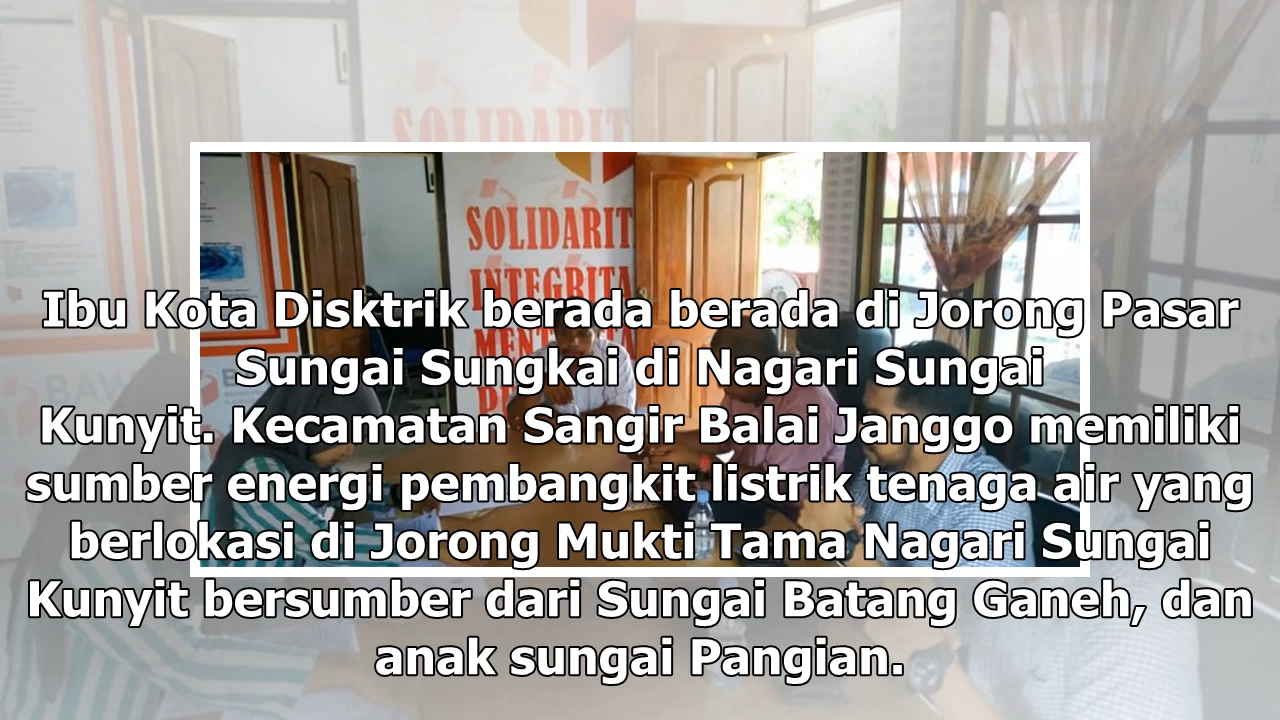 SOLIDARIT
SOLIDARIT
INTEGRITA
Ibu Kota Disktrik berada berada di Jorong Pasar
Sungai Sungkai di Nagari Sungai
Kunyit. Kecamatan Sangir Balai Janggo memiliki
sumber energi pembangkit listrik tenaga air yang
berlokasi di Jorong Mukti Tama Nagari Sungai
Kunyit bersumber dari Sungai Batang Ganeh, dan
anak sungai Pangian.